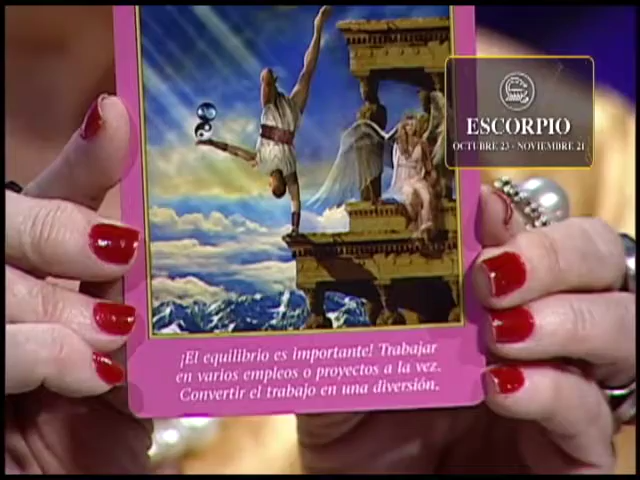 ESCORPIO
OCTUBRE 23 - NOVIEMBRE 21
¡El equilibrio es importante! Trabajar
en varios empleos o proyectos a la vez.
Convertir el trabajo en una diversión.